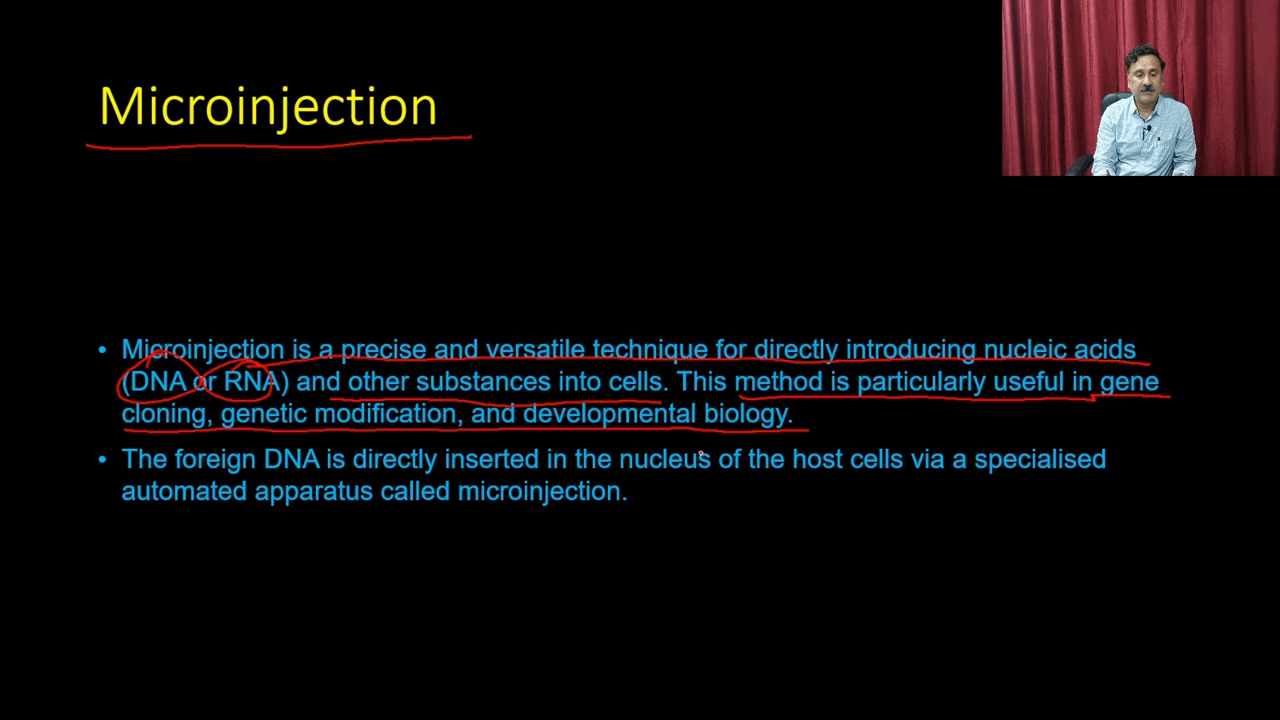 Microinjection
• Microinjection is a precise and versatile technique for directly introducing nucleic acids
(DNA or RNA) and other substances into cells. This method is particularly useful in gene
cloning, genetic modification, and developmental biology.
• The foreign DNA is directly inserted in the nucleus of the host cells via a specialised
automated apparatus called microinjection.